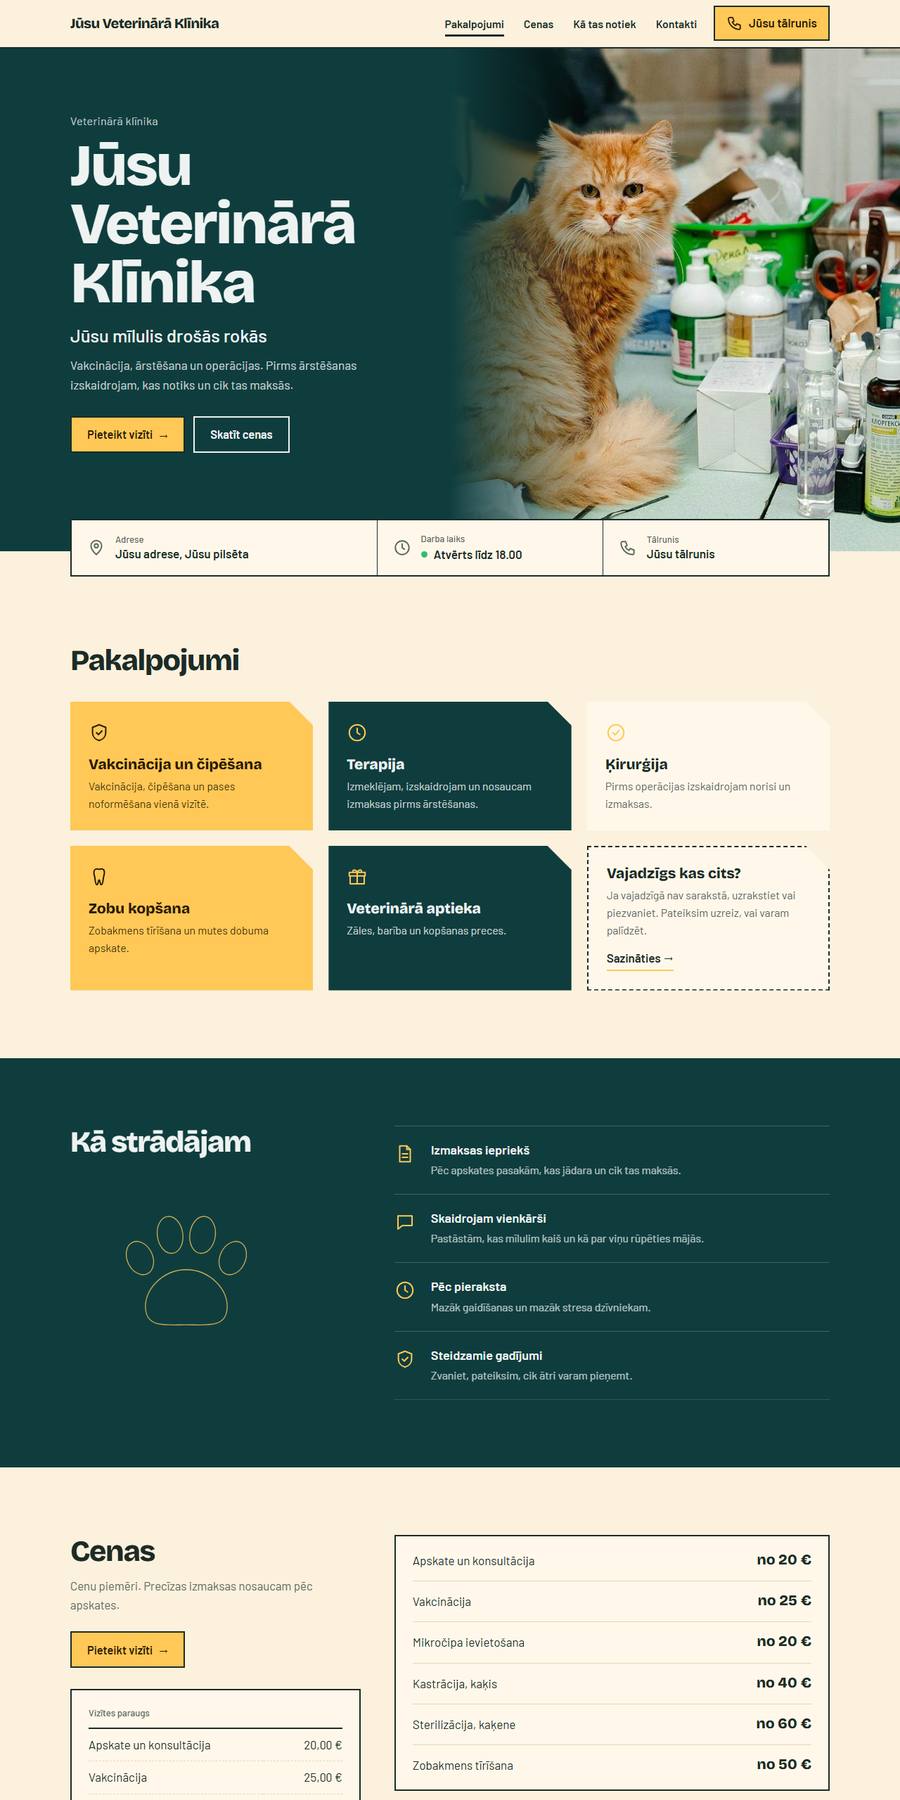 Jūsu Veterinārā Klīnika
Pakalpojumi
Cenas
Kā tas notiek
Kontakti
Jūsu tālrunis
Veterinārā klīnika
Jūsu
Veterinārā
Klīnika
Jūsu mīlulis drošās rokās
Vakcinācija, ārstēšana un operācijas. Pirms ārstēšanas
izskaidrojam, kas notiks un cik tas maksās.
Pieteikt vizīti →
Skatīt cenas
Adrese
Jūsu adrese, Jūsu pilsēta
Darba laiks
Atvērts līdz 18.00
Tālrunis
Jūsu tālrunis
Pakalpojumi
Vakcinācija un čipēšana
Vakcinācija, čipēšana un pases
noformēšana vienā vizītē.
Terapija
Izmeklējam, izskaidrojam un nosaucam
izmaksas pirms ārstēšanas.
Ķirurģija
Pirms operācijas izskaidrojam norisi un
izmaksas.
Zobu kopšana
Zobakmens tīrīšana un mutes dobuma
apskate.
Veterinārā aptieka
Zāles, barība un kopšanas preces.
Vajadzīgs kas cits?
Ja vajadzīgā nav sarakstā, uzrakstiet vai
piezvaniet. Pateiksim uzreiz, vai varam
palīdzēt.
Sazināties →
Kā strādājam
Izmaksas iepriekš
Pēc apskates pasakām, kas jādara un cik tas maksās.
Skaidrojam vienkārši
Pastāstām, kas mīlulim kaiš un kā par viņu rūpēties mājās.
Pēc pieraksta
Mazāk gaidīšanas un mazāk stresa dzīvniekam.
Steidzamie gadījumi
Zvaniet, pateiksim, cik ātri varam pieņemt.
Cenas
Cenu piemēri. Precīzas izmaksas nosaucam pēc
apskates.
Pieteikt vizīti →
Vizītes paraugs
Apskate un konsultācija 20,00 €
Vakcinācija 25,00 €
Apskate un konsultācija no 20 €
Vakcinācija no 25 €
Mikročipa ievietošana no 20 €
Kastrācija, kaķis no 40 €
Sterilizācija, kaķene no 60 €
Zobakmens tīrīšana no 50 €